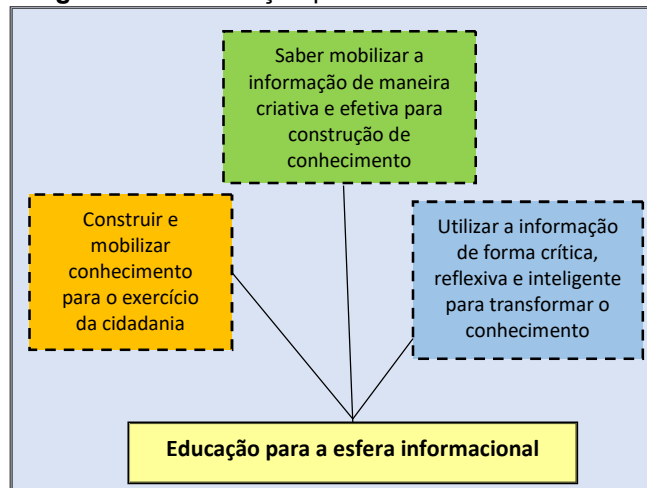 Saber mobilizar a
informação de maneira
criativa e efetiva para
construção de
conhecimento
Construir e
mobilizar
conhecimento
para o exercício
da cidadania
Utilizar a informação
de forma crítica,
reflexiva e inteligente
para transformar o
conhecimento
Educação para a esfera informacional